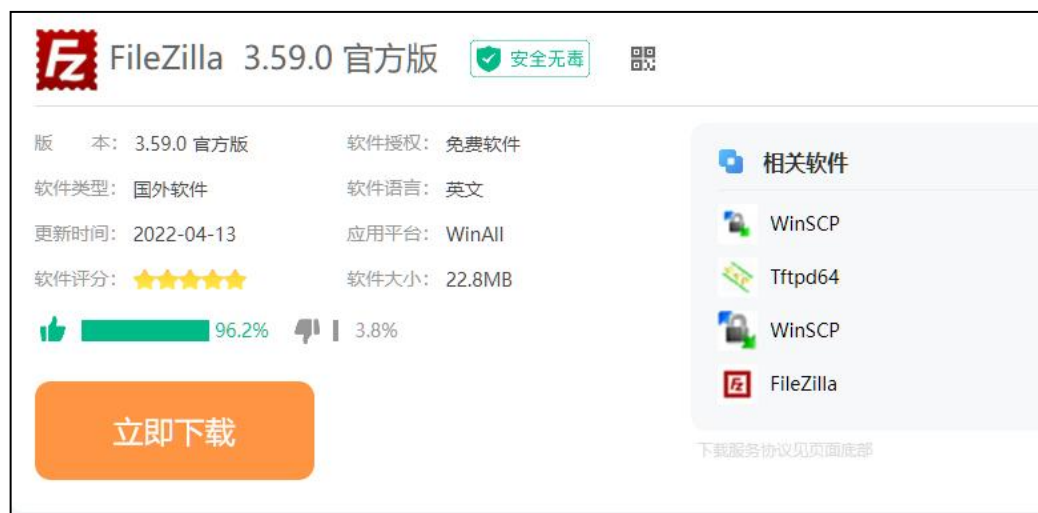 FileZilla 3.59.0 官方版 安全无毒
版 本： 3.59.0 官方版 软件授权： 免费软件
软件类型： 国外软件 软件语言： 英文
更新时间： 2022-04-13 应用平台： WinAll
软件评分： 软件大小： 22.8MB
96.2% 3.8%
立即下载
相关软件
WinSCP
Tftpd64
WinSCP
FileZilla
下载服务协议见页面底部